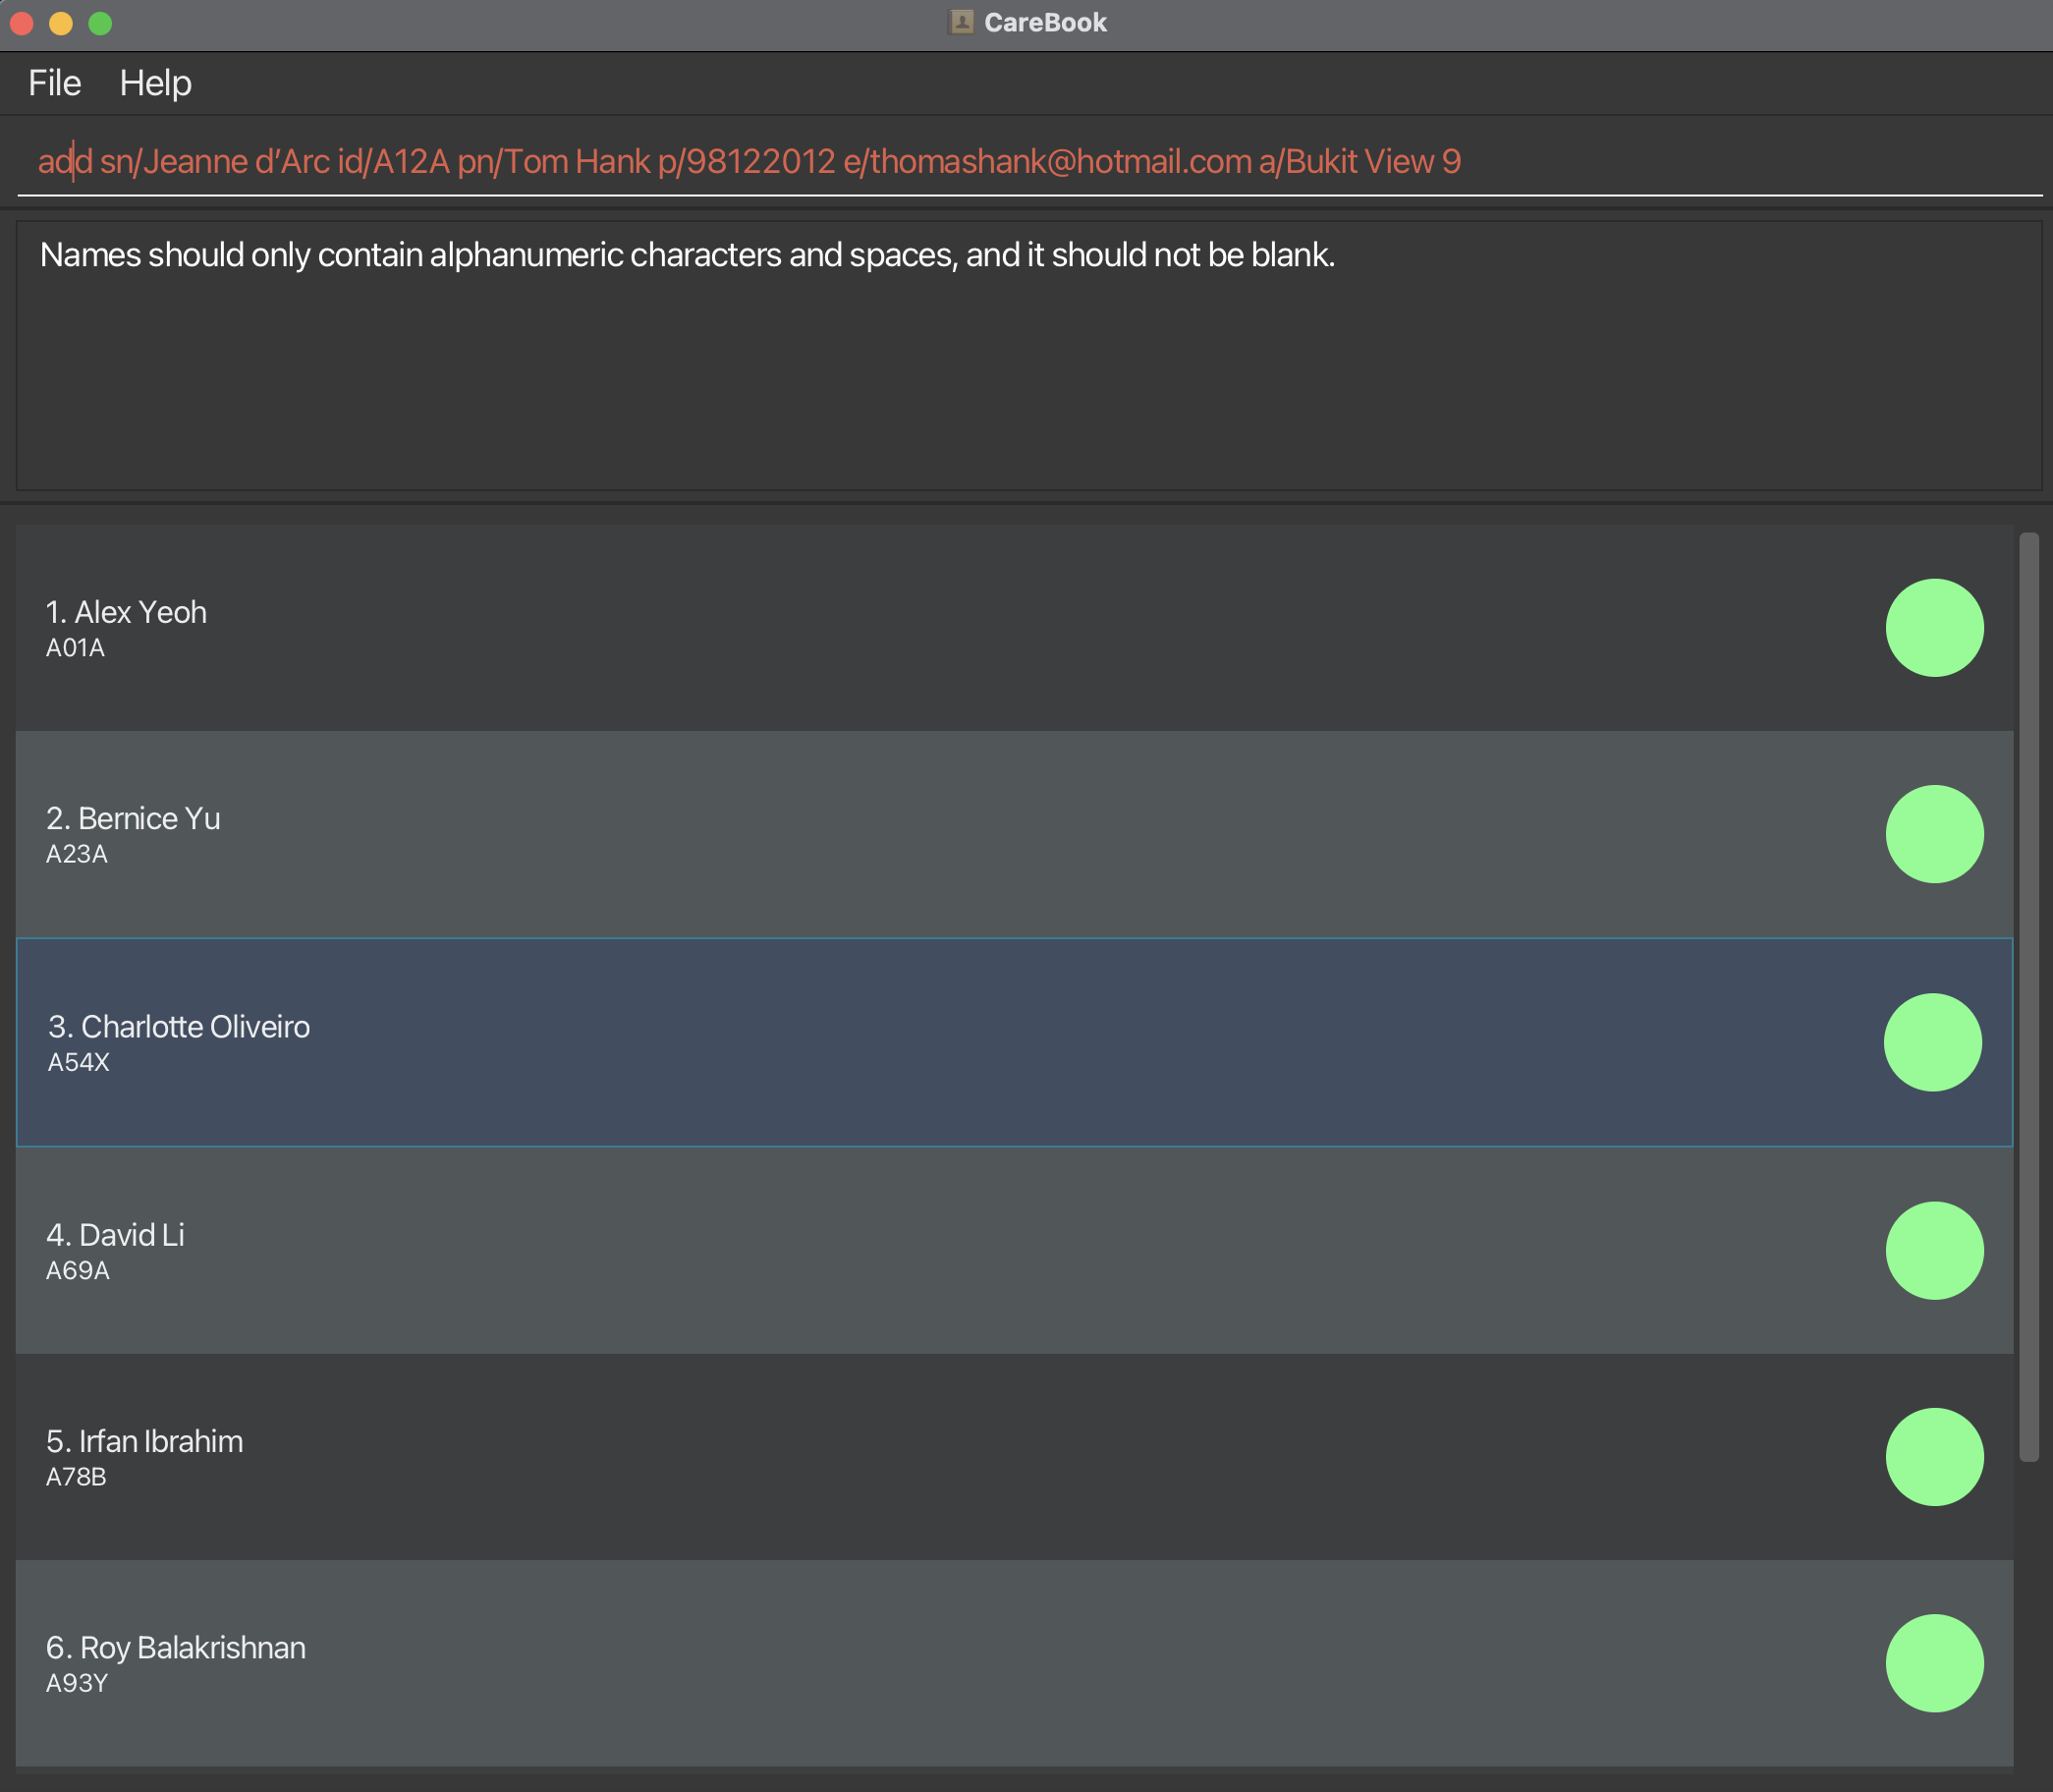 CareBook
File Help
add sn/Jeanne d’Arc id/A12A pn/Tom Hank p/98122012 e/thomashank@hotmail.com a/Bukit View 9
Names should only contain alphanumeric characters and spaces, and it should not be blank.
1. Alex Yeoh
A01A
2. Bernice Yu
A23A
3. Charlotte Oliveiro
A54X
4. David Li
A69A
5. Irfan Ibrahim
A78B
6. Roy Balakrishnan
A93Y